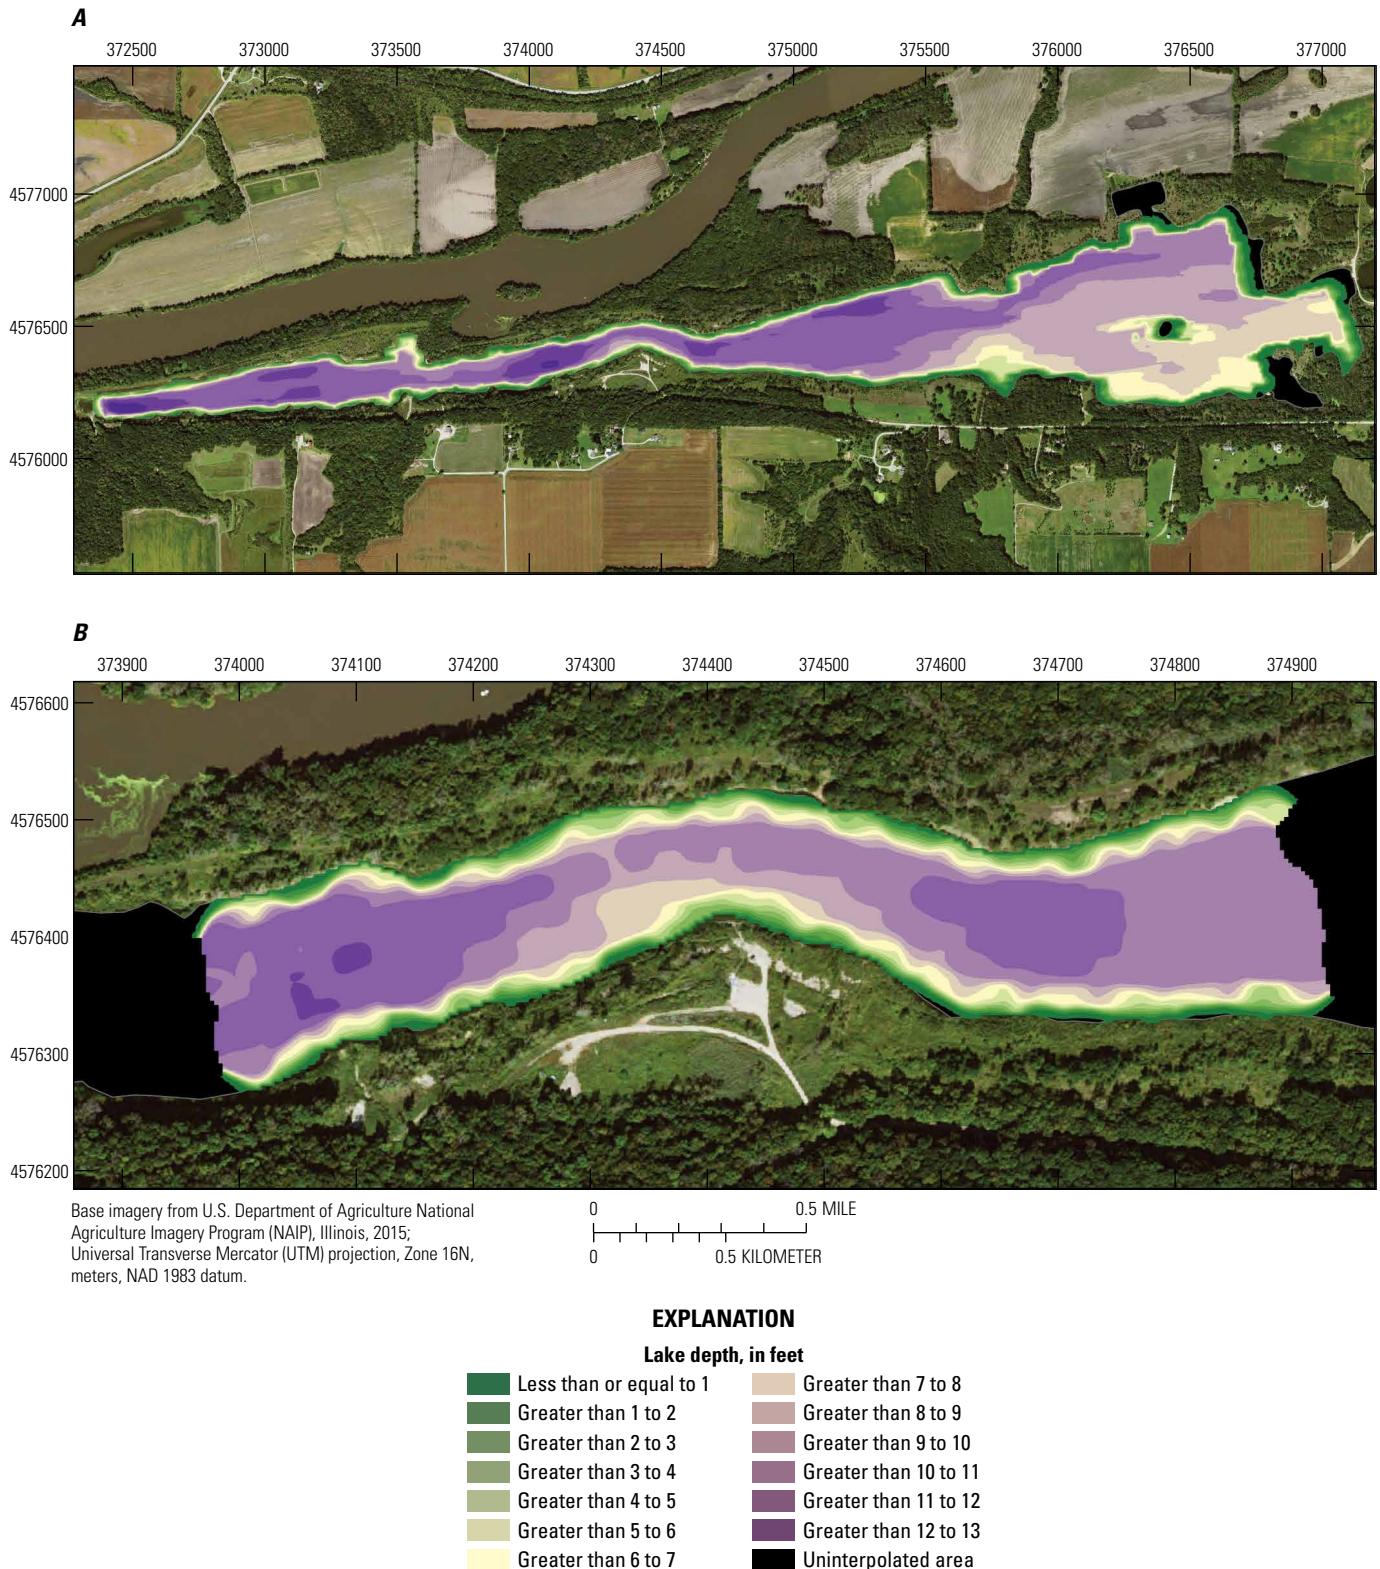 A
372500 373000 373500 374000 374500 375000 375500 376000 376500 377000
4577000
4576500
4576000
B
373900 374000 374100 374200 374300 374400 374500 374600 374700 374800 374900
4576600
4576500
4576400
4576300
4576200
Base imagery from U.S. Department of Agriculture National
Agriculture Imagery Program (NAIP), Illinois, 2015;
Universal Transverse Mercator (UTM) projection, Zone 16N,
meters, NAD 1983 datum.
0 0.5 MILE
0 0.5 KILOMETER
EXPLANATION
Lake depth, in feet
Less than or equal to 1
Greater than 1 to 2
Greater than 2 to 3
Greater than 3 to 4
Greater than 4 to 5
Greater than 5 to 6
Greater than 6 to 7
Greater than 7 to 8
Greater than 8 to 9
Greater than 9 to 10
Greater than 10 to 11
Greater than 11 to 12
Greater than 12 to 13
Uninterpolated area